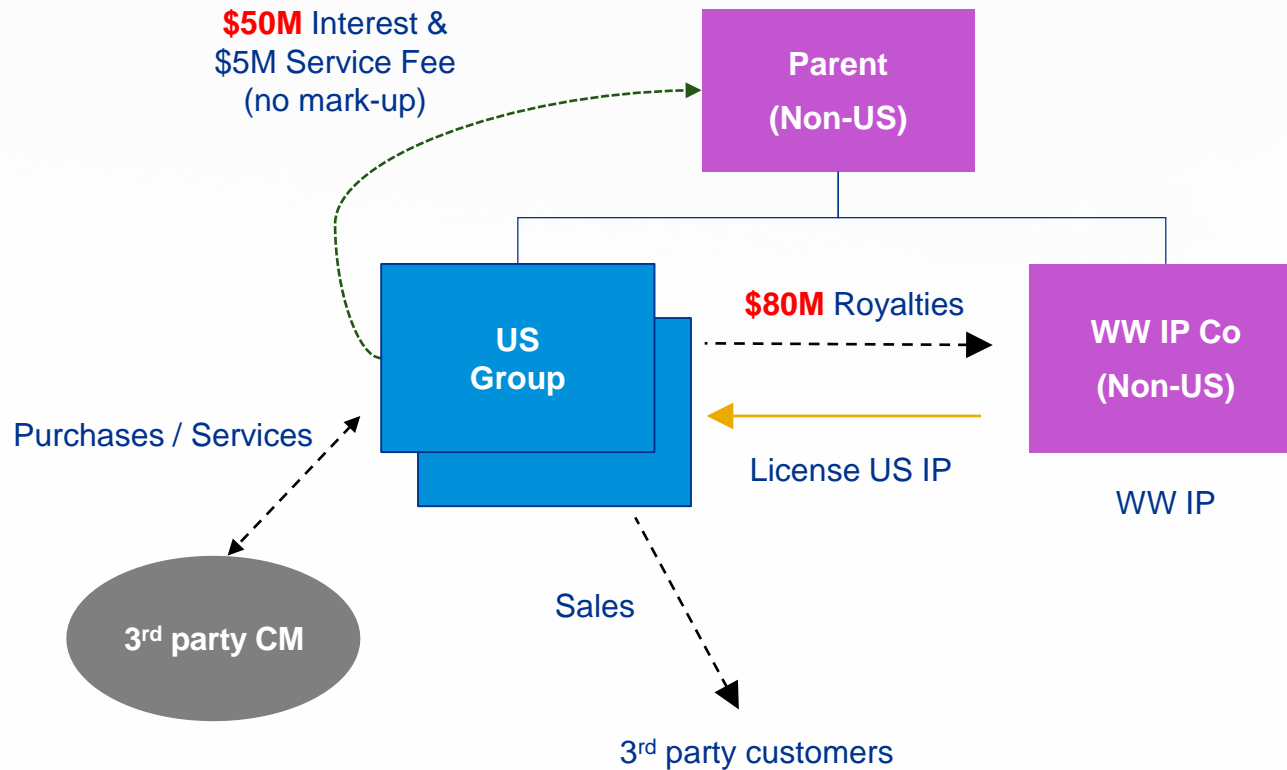 $50M Interest &
$5M Service Fee
(no mark-up)
Parent
(Non-US)
US
Group
$80M Royalties
WW IP Co
(Non-US)
License US IP
WW IP
Purchases / Services
3rd party CM
Sales
3rd party customers